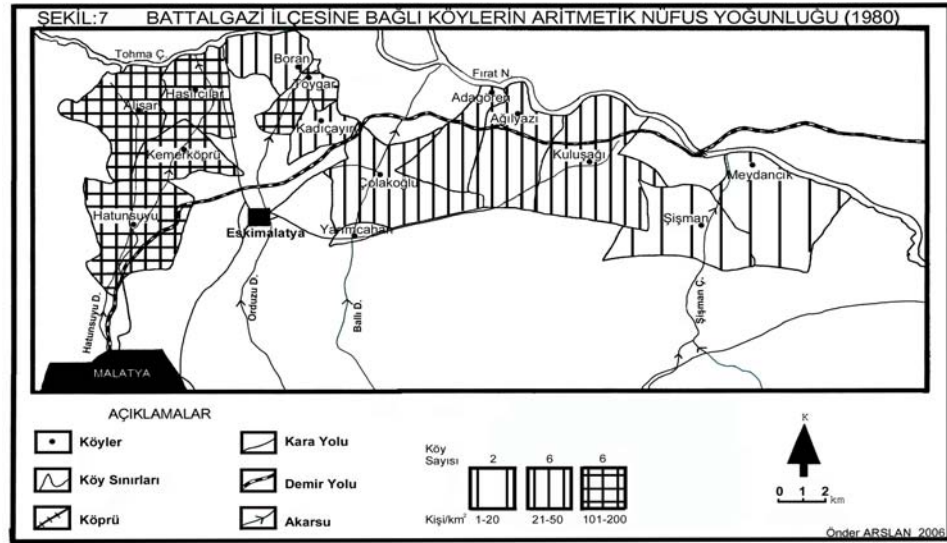 ŞEKİL:7 BATTALGAZİ İLÇESİNE BAĞLI KÖYLERİN ARİTMETİK NÜFUS YOĞUNLUĞU (1980)
Tohma Ç.
Boran
Toygar
Fırat N.
Hasırcılar
Adagören
Alişar
Ağılyazı
Kadıçayırı
Kemerköprü
Kuluşağı
Meydancık
Çolakoğlu
Hatunsuyu
Şişman
Eskimalatya
Yarımcahan
Hatunsuyu D.
Orduzu D.
Ballı D.
Şişman Ç.
MALATYA
AÇIKLAMALAR
Köyler
Köy Sınırları
Köprü
Kara Yolu
Demir Yolu
Akarsu
Köy
Sayısı 2 6 6
Kişi/km² 1-20 21-50 101-200
K
0 1 2 km
Önder ARSLAN 2006